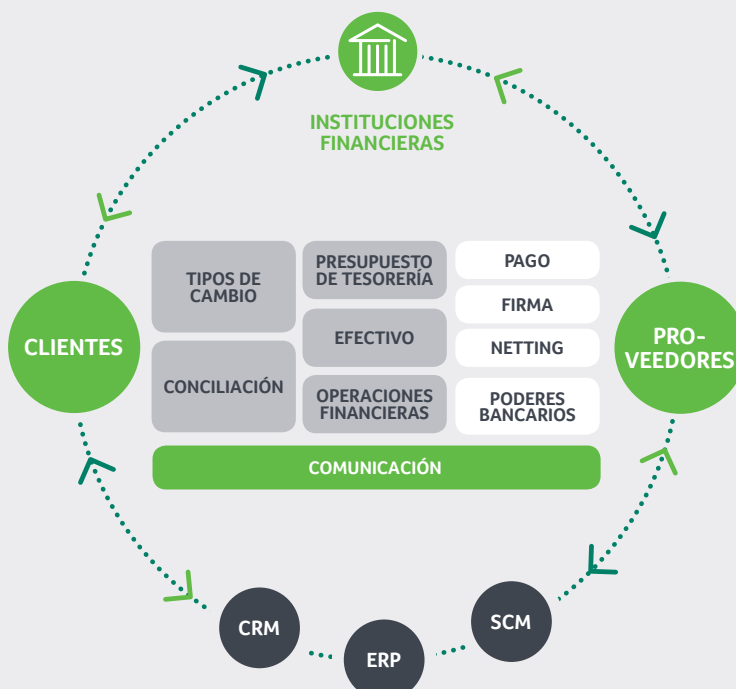 INSTITUCIONES
FINANCIERAS
CLIENTES
TIPOS DE
CAMBIO
CONCILIACIÓN
PRESUPUESTO
DE TESORERÍA
EFECTIVO
OPERACIONES
FINANCIERAS
PAGO
FIRMA
NETTING
PODERES
BANCARIOS
COMUNICACIÓN
PRO-
VEEDORES
CRM
ERP
SCM